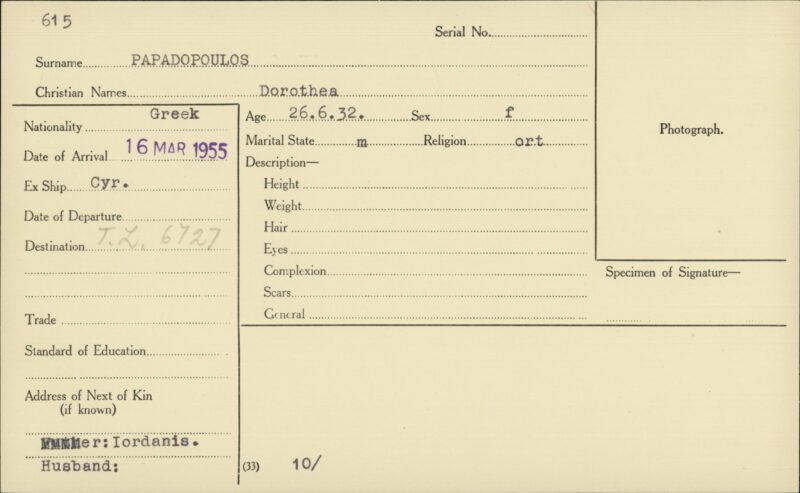 615
Serial No.
Surname PAPADOPOULOS
Christian Names Dorothea
Nationality Greek
Date of Arrival 16 MAR 1955
Ex Ship Cyr.
Date of Departure
Destination T.L. 6727
Trade
Standard of Education
Address of Next of Kin
(if known)
her: Iordanis.
Husband:
Age 26.6.32. Sex f
Marital State m Religion ort
Description—
Height
Weight
Hair
Eyes
Complexion
Scars
General
(33) 10/
Photograph.
Specimen of Signature—